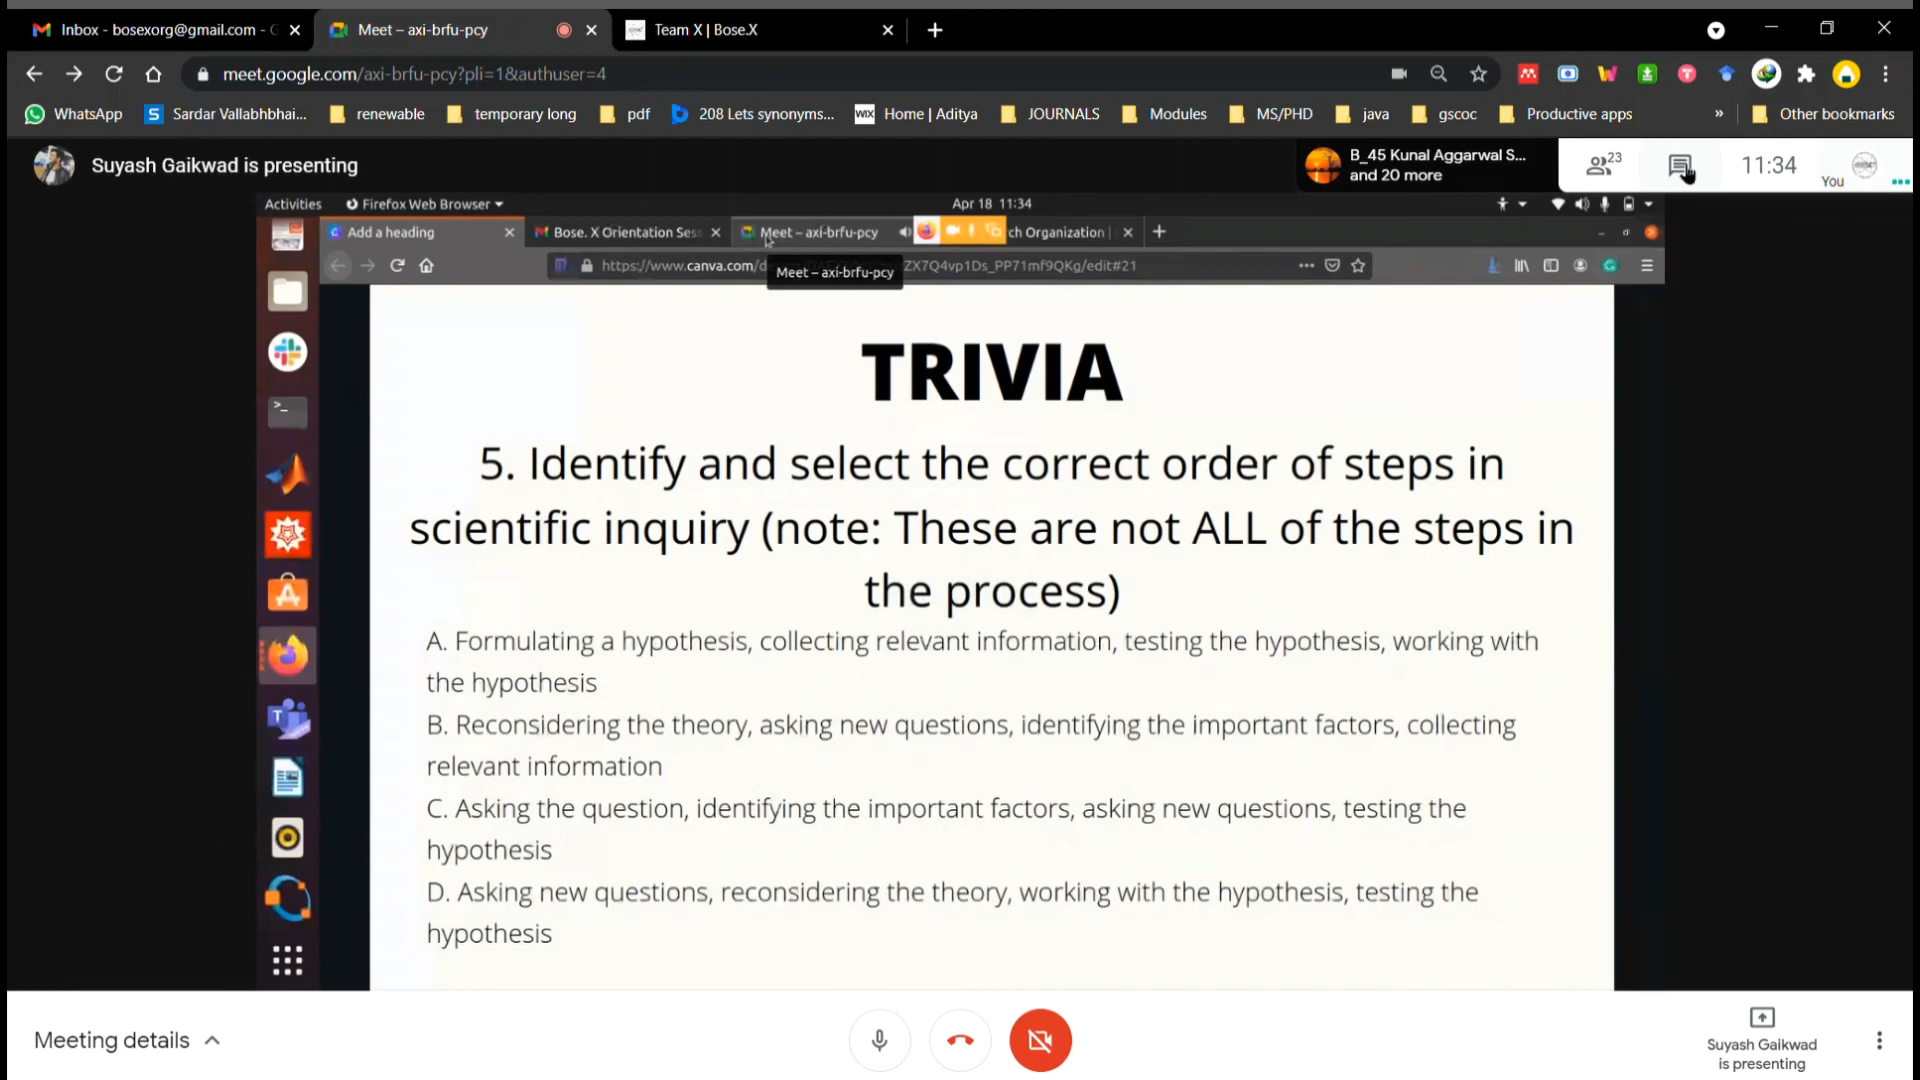 Inbox - bosexorg@gmail.com - G
Meet – axi-brfu-pcy
Team X | Bose.X
meet.google.com/axi-brfu-pcy?pli=1&authuser=4
WhatsApp
Sardar Vallabhbhai...
renewable
temporary long
pdf
208 Lets synonyms...
WIX Home | Aditya
JOURNALS
Modules
MS/PHD
java
gscoc
Productive apps
»
Other bookmarks
Suyash Gaikwad is presenting
B_45 Kunal Aggarwal S...
and 20 more
23
11:34
You
Activities
Firefox Web Browser
Apr 18 11:34
Add a heading
Bose. X Orientation Ses
Meet – axi-brfu-pcy
ch Organization |
https://www.canva.com/d
ZX7Q4vp1Ds_PP71mf9QKg/edit#21
Meet – axi-brfu-pcy
TRIVIA
5. Identify and select the correct order of steps in
scientific inquiry (note: These are not ALL of the steps in
the process)
A. Formulating a hypothesis, collecting relevant information, testing the hypothesis, working with
the hypothesis
B. Reconsidering the theory, asking new questions, identifying the important factors, collecting
relevant information
C. Asking the question, identifying the important factors, asking new questions, testing the
hypothesis
D. Asking new questions, reconsidering the theory, working with the hypothesis, testing the
hypothesis
Meeting details
Suyash Gaikwad
is presenting